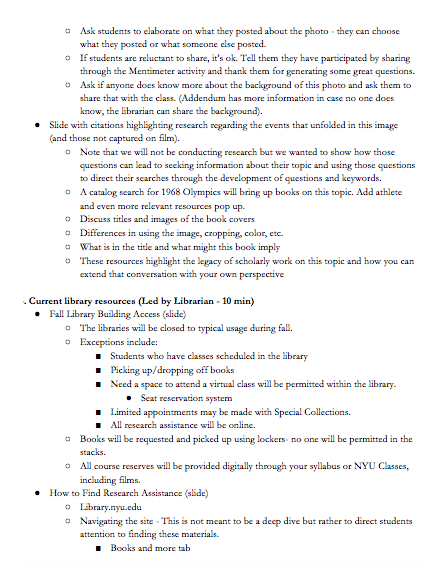 ○ Ask students to elaborate on what they posted about the photo - they can choose
what they posted or what someone else posted.
○ If students are reluctant to share, it's ok. Tell them they have participated by sharing
through the Mentimeter activity and thank them for generating some great questions.
○ Ask if anyone does know more about the background of this photo and ask them to
share that with the class. (Addendum has more information in case no one does
know, the librarian can share the background).
● Slide with citations highlighting research regarding the events that unfolded in this image
(and those not captured on film).
○ Note that we will not be conducting research but we wanted to show how those
questions can lead to seeking information about their topic and using those questions
to direct their searches through the development of questions and keywords.
○ A catalog search for 1968 Olympics will bring up books on this topic. Add athlete
and even more relevant resources pop up.
○ Discuss titles and images of the book covers
○ Differences in using the image, cropping, color, etc.
○ What is in the title and what might this book imply
○ These resources highlight the legacy of scholarly work on this topic and how you can
extend that conversation with your own perspective
. Current library resources (Led by Librarian - 10 min)
● Fall Library Building Access (slide)
○ The libraries will be closed to typical usage during fall.
○ Exceptions include:
■ Students who have classes scheduled in the library
■ Picking up/dropping off books
■ Need a space to attend a virtual class will be permitted within the library.
● Seat reservation system
■ Limited appointments may be made with Special Collections.
■ All research assistance will be online.
○ Books will be requested and picked up using lockers- no one will be permitted in the
stacks.
○ All course reserves will be provided digitally through your syllabus or NYU Classes,
including films.
● How to Find Research Assistance (slide)
○ Library.nyu.edu
○ Navigating the site - This is not meant to be a deep dive but rather to direct students
attention to finding these materials.
■ Books and more tab